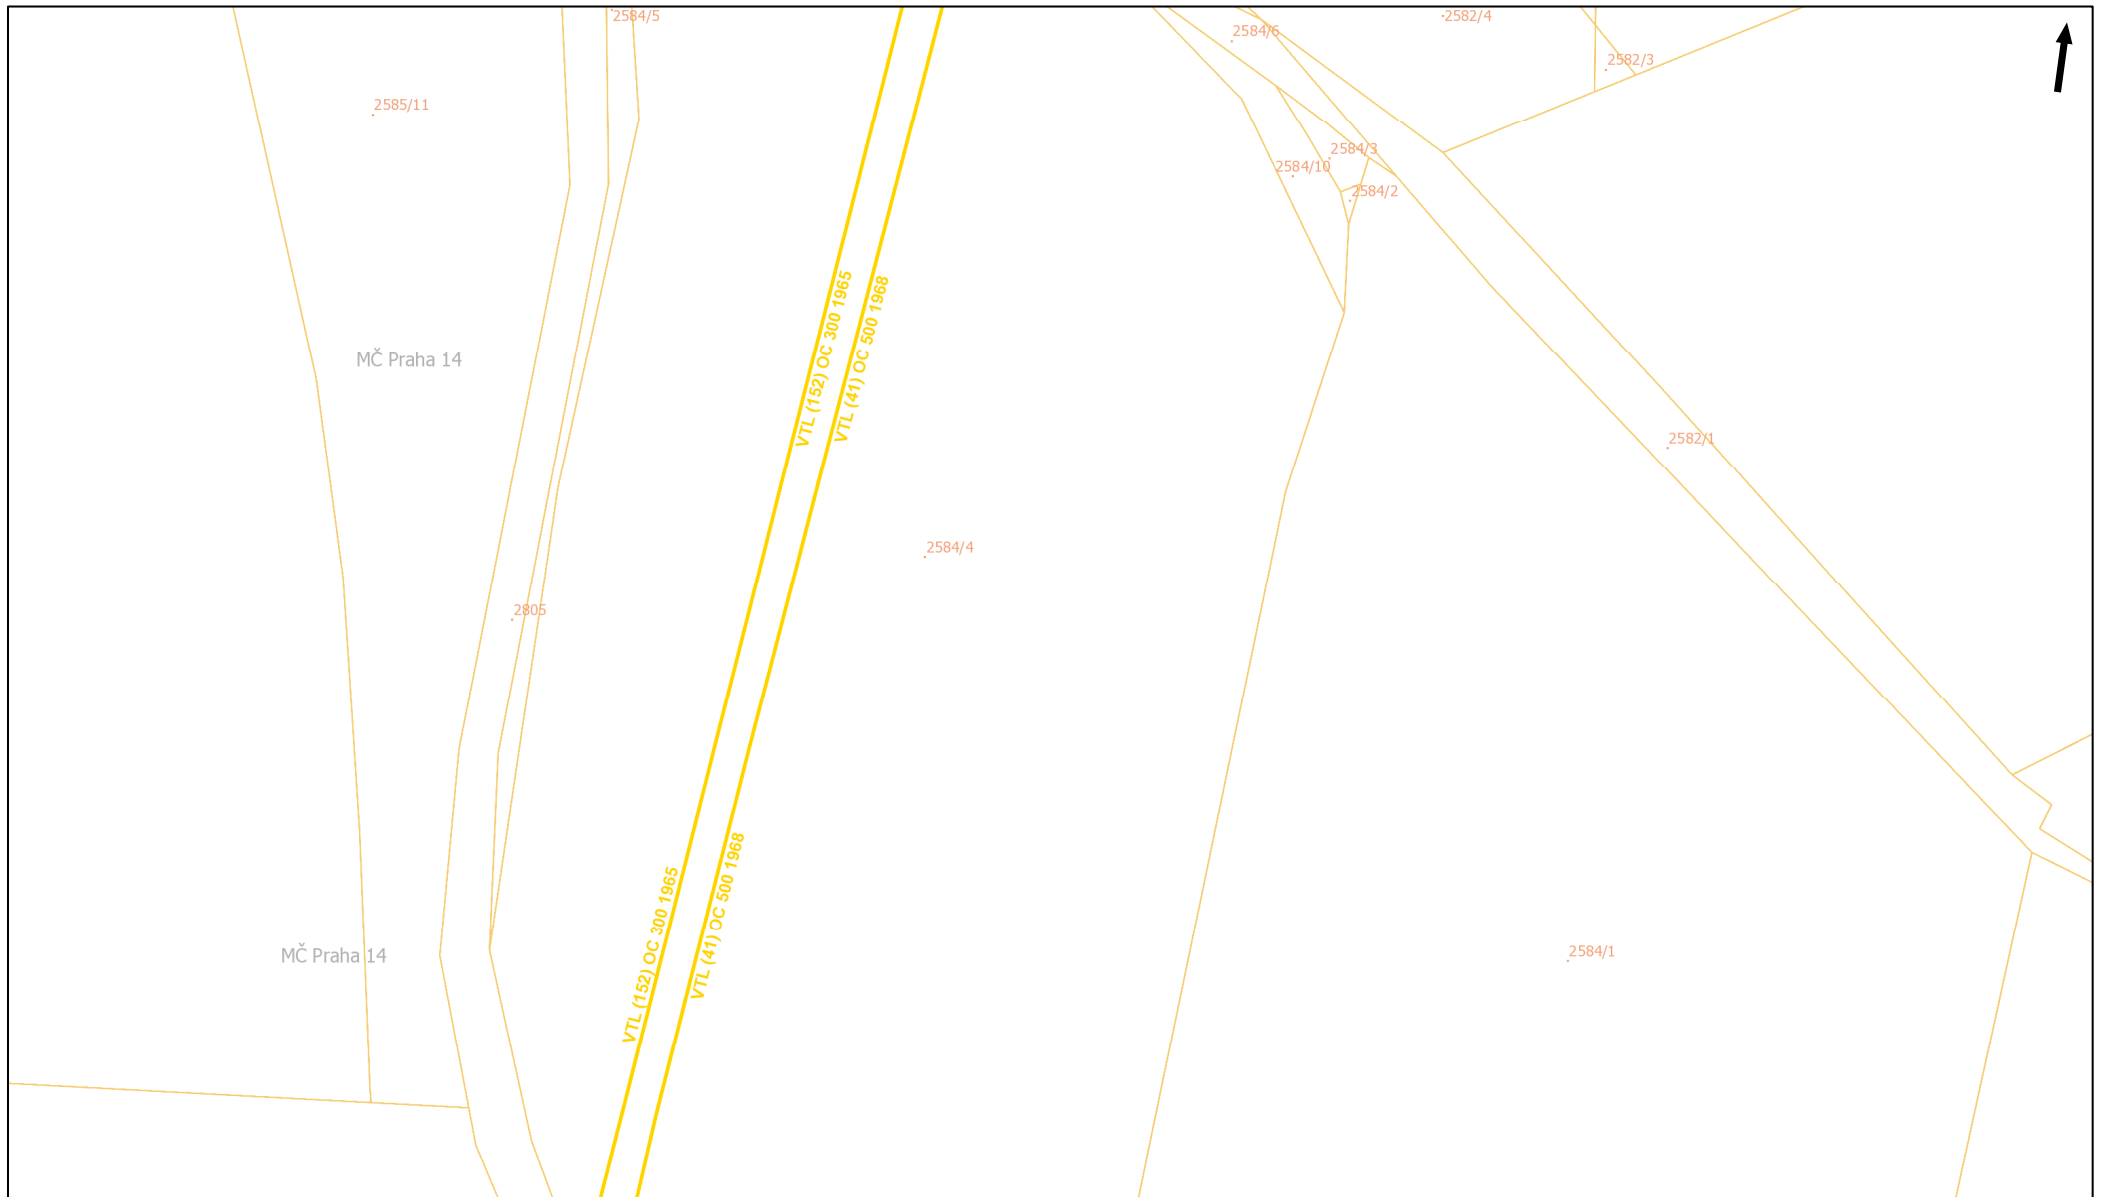 2584/5
2582/4
2584/6
2582/3
2585/11
2584/3
2584/10
2584/2
VTL (152) OC 300 1965
VTL (41) OC 500 1968
MČ Praha 14
2582/1
2584/4
2805
VTL (152) OC 300 1965
VTL (41) OC 500 1968
MČ Praha 14
2584/1